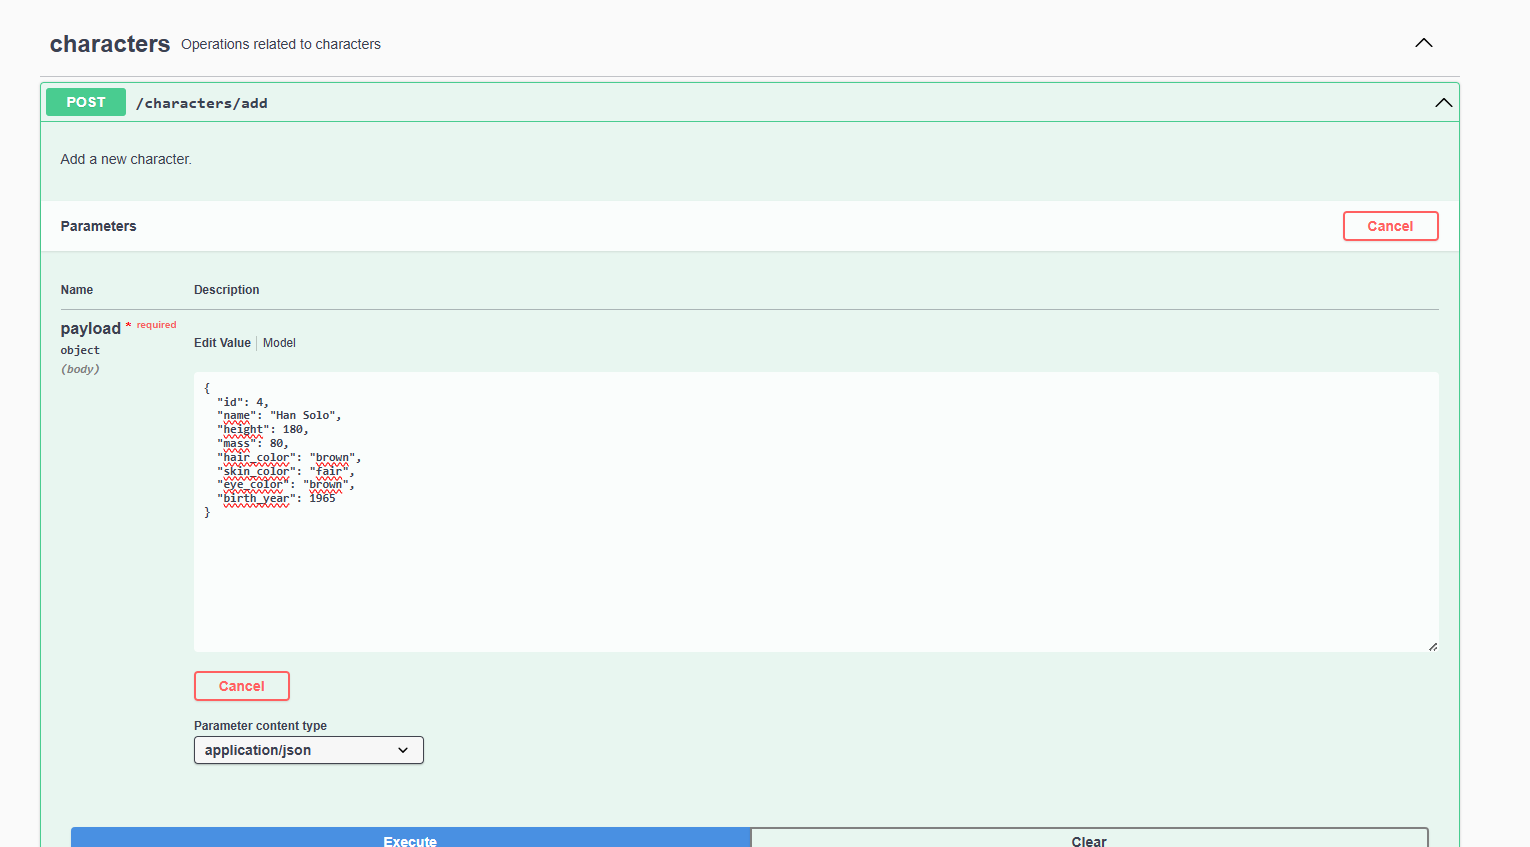 characters Operations related to characters
POST /characters/add
Add a new character.
Parameters Cancel
Name Description
payload * required
object
(body)
Edit Value | Model
{
  "id": 4,
  "name": "Han Solo",
  "height": 180,
  "mass": 80,
  "hair_color": "brown",
  "skin_color": "fair",
  "eye_color": "brown",
  "birth_year": 1965
}
Cancel
Parameter content type
application/json
Execute Clear